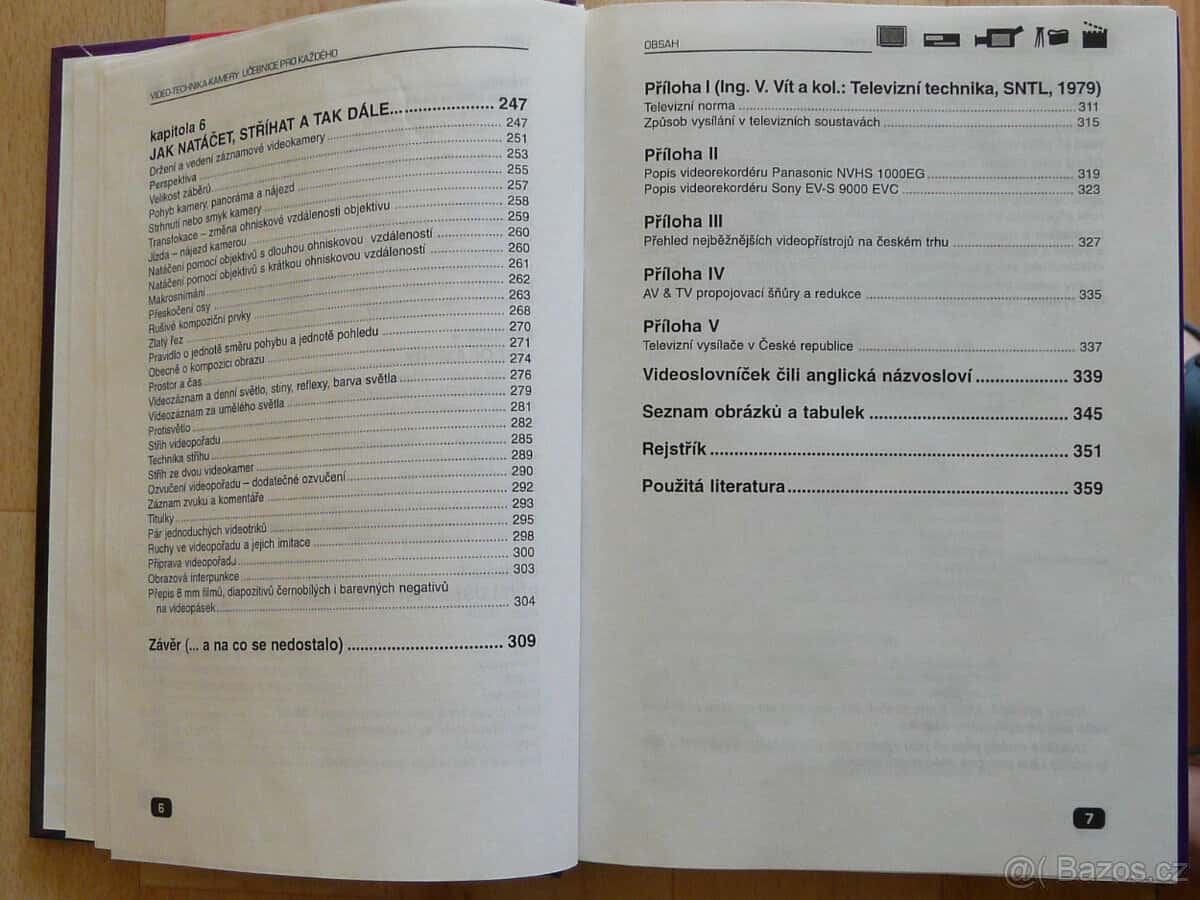 VIDEO-TECHNIKA-KAMERY: UČEBNICE PRO KAŽDÉHO
kapitola 6
JAK NATÁČET, STŘÍHAT A TAK DÁLE... 247
Držení a vedení záznamové videokamery 247
Perspektiva 251
Velikost záběrů 253
Pohyb kamery, panoráma a nájezd 255
Strhnutí nebo smyk kamery 257
Transfokace – změna ohniskové vzdálenosti objektivu 258
Jízda – nájezd kamerou 259
Natáčení pomocí objektivů s dlouhou ohniskovou vzdáleností 260
Natáčení pomocí objektivů s krátkou ohniskovou vzdáleností 260
Makrosnímání 261
Přeskočení osy 262
Rušivé kompoziční prvky 263
Zlatý řez 268
Pravidlo o jednotě směru pohybu a jednotě pohledu 270
Obecně o kompozici obrazu 271
Prostor a čas 274
Videozáznam a denní světlo, stíny, reflexy, barva světla 276
Videozáznam za umělého světla 279
Protisvětlo 281
Střih videopořadu 282
Technika střihu 285
Střih ze dvou videokamer 289
Ozvučení videopořadu – dodatečné ozvučení 290
Záznam zvuku a komentáře 292
Titulky 293
Pár jednoduchých videotriků 295
Ruchy ve videopořadu a jejich imitace 298
Příprava videopořadu 300
Obrazová interpunkce 303
Přepis 8 mm filmů, diapozitivů černobílých i barevných negativů
na videopásek 304
Závěr (... a na co se nedostalo) 309
6
OBSAH
Příloha I (Ing. V. Vít a kol.: Televizní technika, SNTL, 1979)
Televizní norma 311
Způsob vysílání v televizních soustavách 315
Příloha II
Popis videorekordéru Panasonic NVHS 1000EG 319
Popis videorekordéru Sony EV-S 9000 EVC 323
Příloha III
Přehled nejběžnějších videopřístrojů na českém trhu 327
Příloha IV
AV & TV propojovací šňůry a redukce 335
Příloha V
Televizní vysílače v České republice 337
Videoslovníček čili anglická názvosloví 339
Seznam obrázků a tabulek 345
Rejstřík 351
Použitá literatura 359
7
@( Bazos.cz